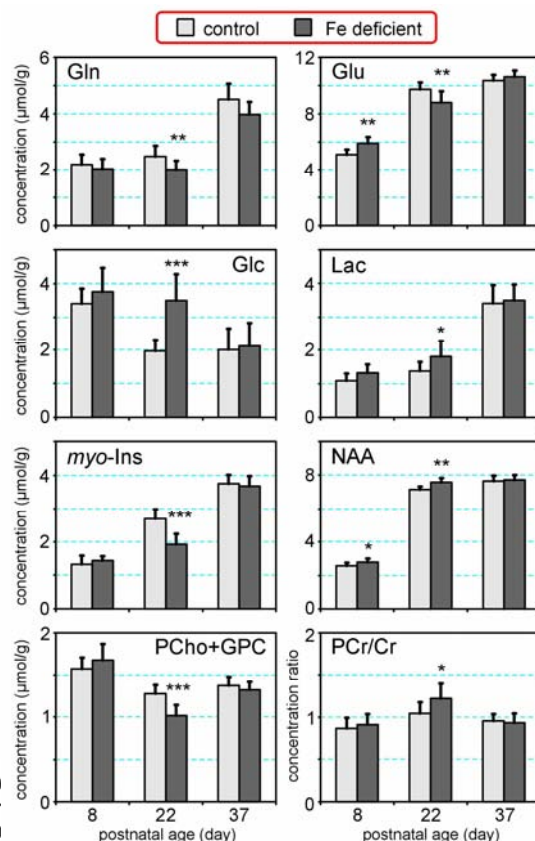 control Fe deficient
Gln
concentration (µmol/g)
6
4
2
0
**
Glu
12
8
4
0
**
**
Glc
concentration (µmol/g)
4
2
0
***
Lac
4
2
0
*
myo-Ins
concentration (µmol/g)
4
2
0
***
NAA
8
4
0
*
**
PCho+GPC
concentration (µmol/g)
2
1
0
***
8 22 37
postnatal age (day)
PCr/Cr
concentration ratio
2
1
0
*
8 22 37
postnatal age (day)